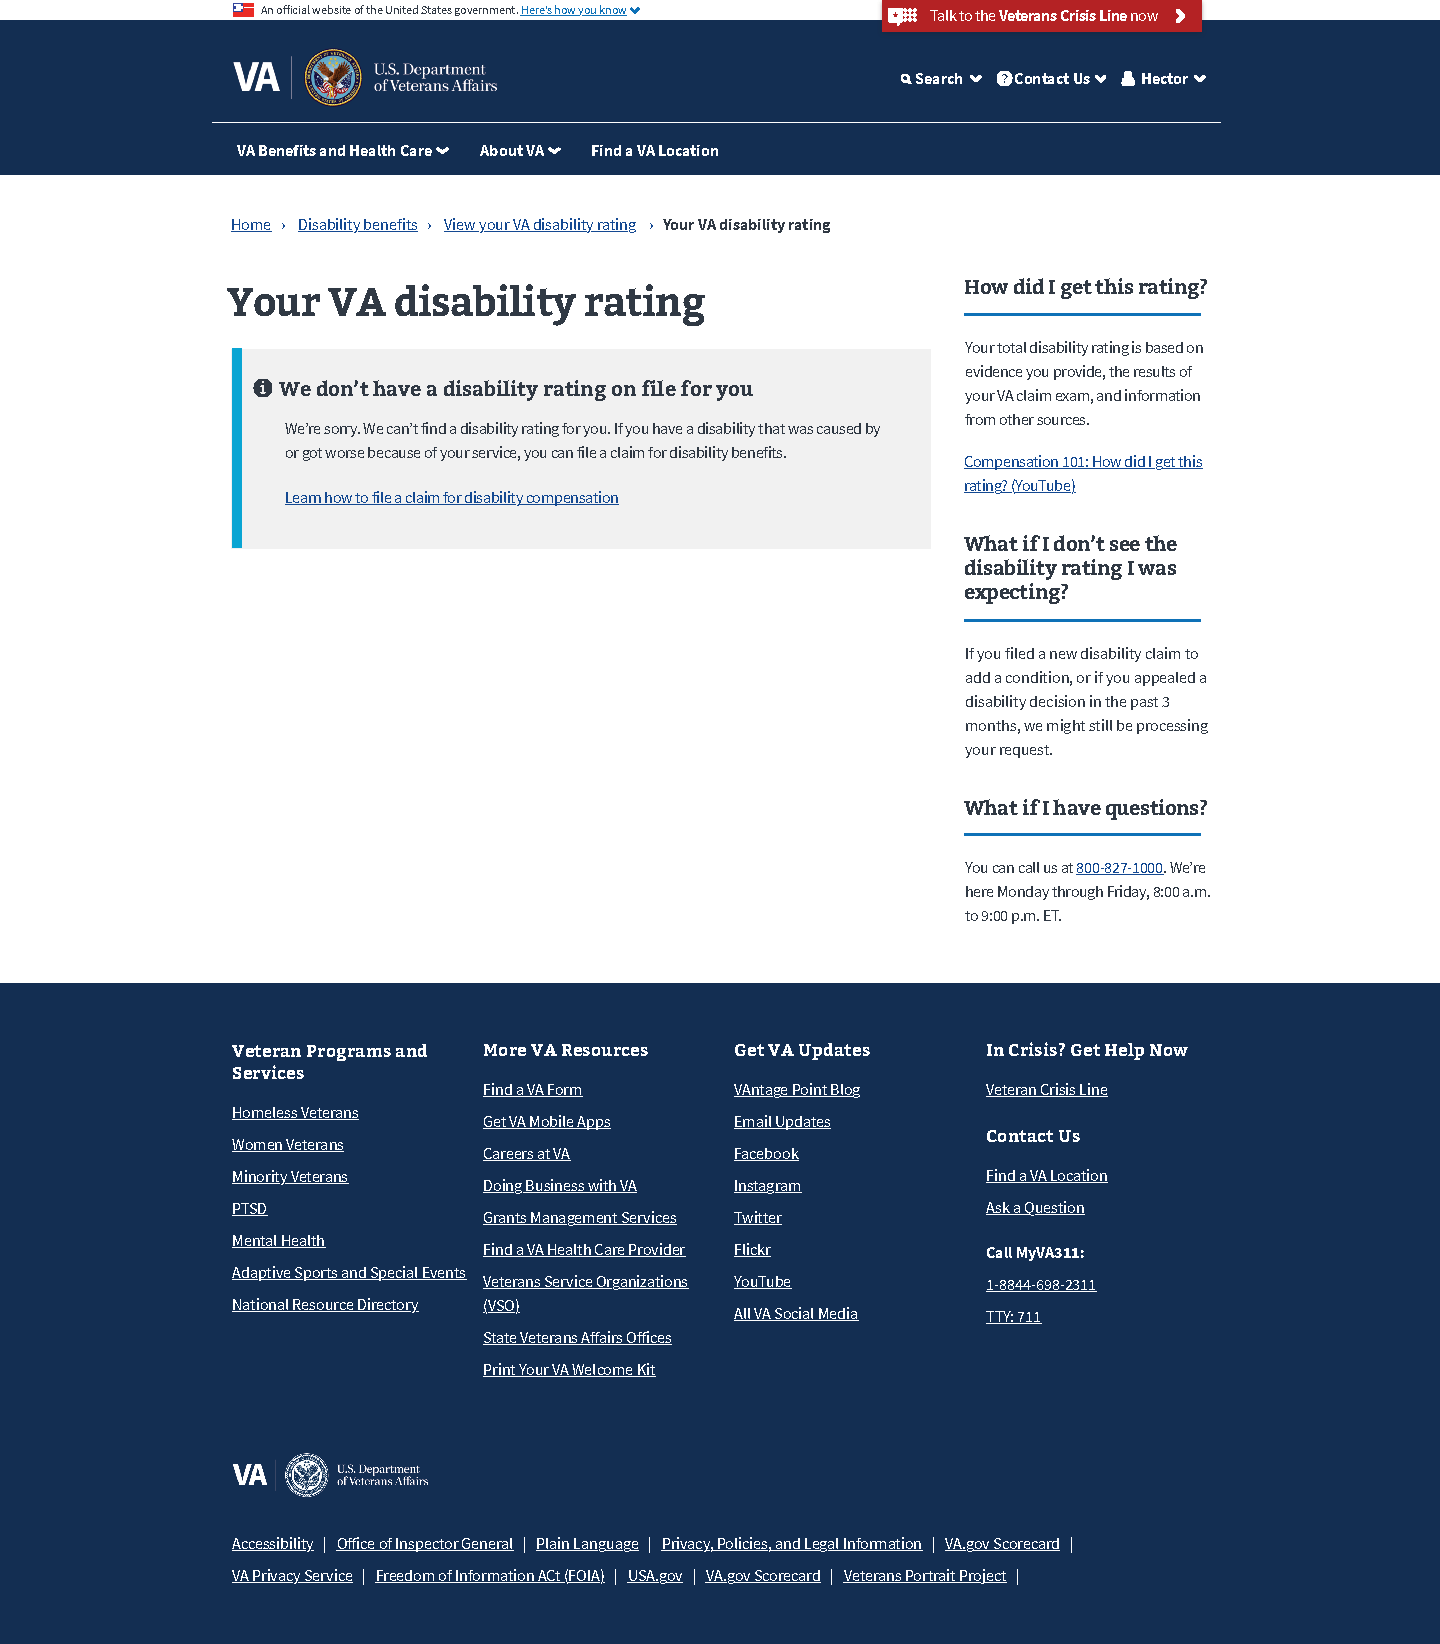 An official website of the United States government. Here's how you know
Talk to the Veterans Crisis Line now
VA
U.S. Department
of Veterans Affairs
Search
Contact Us
Hector
VA Benefits and Health Care
About VA
Find a VA Location
Home › Disability benefits › View your VA disability rating › Your VA disability rating
Your VA disability rating
We don’t have a disability rating on file for you
We’re sorry. We can’t find a disability rating for you. If you have a disability that was caused by
or got worse because of your service, you can file a claim for disability benefits.
Learn how to file a claim for disability compensation
How did I get this rating?
Your total disability rating is based on
evidence you provide, the results of
your VA claim exam, and information
from other sources.
Compensation 101: How did I get this
rating? (YouTube)
What if I don’t see the
disability rating I was
expecting?
If you filed a new disability claim to
add a condition, or if you appealed a
disability decision in the past 3
months, we might still be processing
your request.
What if I have questions?
You can call us at 800-827-1000. We’re
here Monday through Friday, 8:00 a.m.
to 9:00 p.m. ET.
Veteran Programs and
Services
Homeless Veterans
Women Veterans
Minority Veterans
PTSD
Mental Health
Adaptive Sports and Special Events
National Resource Directory
More VA Resources
Find a VA Form
Get VA Mobile Apps
Careers at VA
Doing Business with VA
Grants Management Services
Find a VA Health Care Provider
Veterans Service Organizations
(VSO)
State Veterans Affairs Offices
Print Your VA Welcome Kit
Get VA Updates
VAntage Point Blog
Email Updates
Facebook
Instagram
Twitter
Flickr
YouTube
All VA Social Media
In Crisis? Get Help Now
Veteran Crisis Line
Contact Us
Find a VA Location
Ask a Question
Call MyVA311:
1-8844-698-2311
TTY: 711
VA
U.S. Department
of Veterans Affairs
Accessibility | Office of Inspector General | Plain Language | Privacy, Policies, and Legal Information | VA.gov Scorecard |
VA Privacy Service | Freedom of Information ACt (FOIA) | USA.gov | VA.gov Scorecard | Veterans Portrait Project |